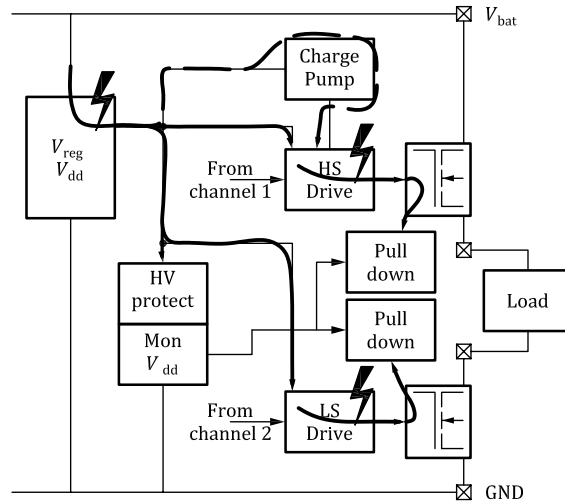 V_bat
Charge
Pump
V_reg
V_dd
From
channel 1
HS
Drive
Pull
down
HV
protect
Load
Mon
V_dd
Pull
down
From
channel 2
LS
Drive
GND